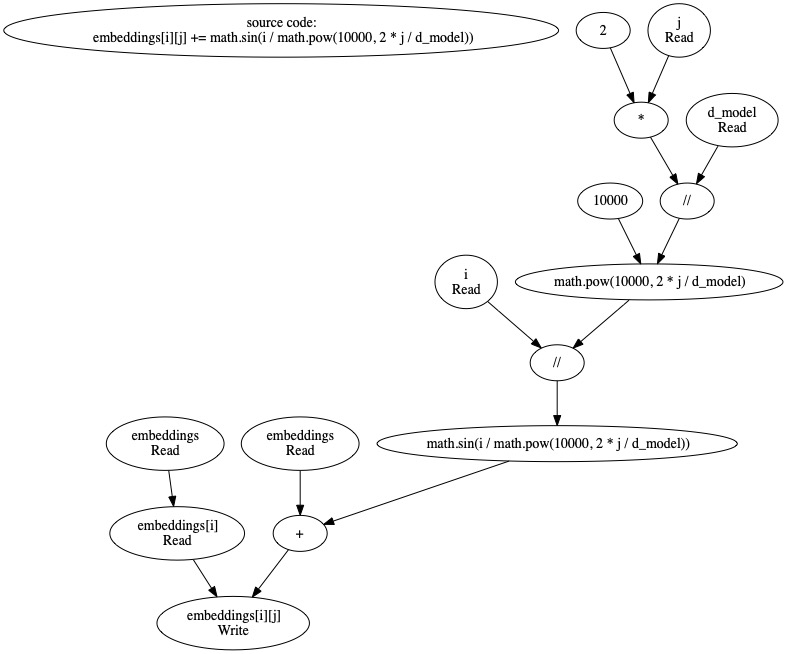 source code:
embeddings[i][j] += math.sin(i / math.pow(10000, 2 * j / d_model))
2
j
Read
*
d_model
Read
10000
//
i
Read
math.pow(10000, 2 * j / d_model)
//
embeddings
Read
embeddings
Read
math.sin(i / math.pow(10000, 2 * j / d_model))
embeddings[i]
Read
+
embeddings[i][j]
Write